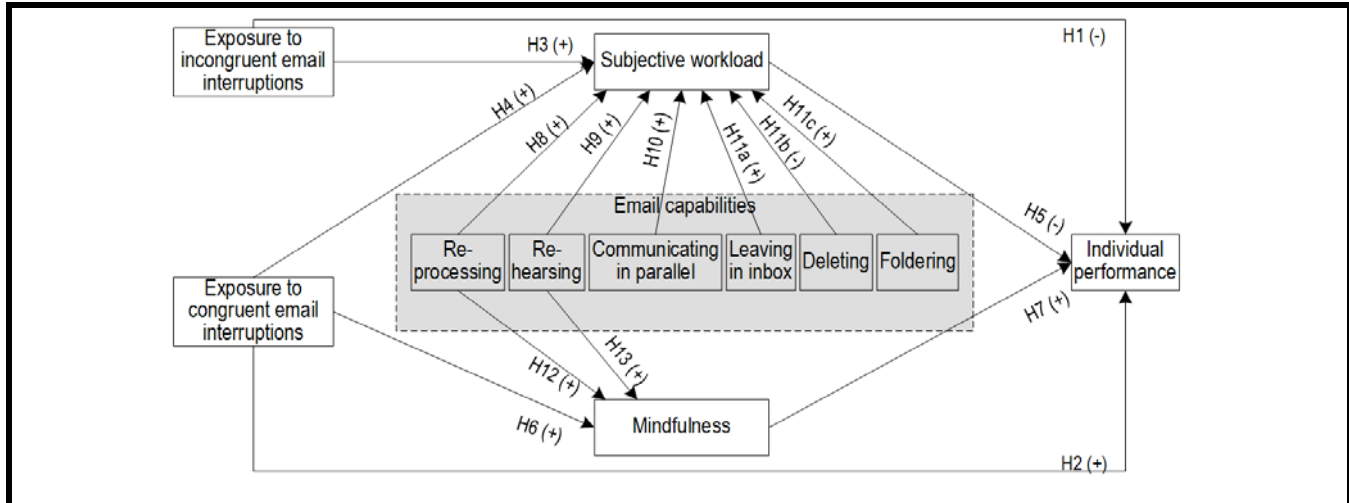 Exposure to
incongruent email
interruptions
H3 (+)
Subjective workload
H1 (-)
H4 (+)
H8 (+)
H9 (+)
H10 (+)
H11a (+)
H11b (-)
H11c (+)
Email capabilities
Re-
processing
Re-
hearsing
Communicating
in parallel
Leaving
in inbox
Deleting
Foldering
H5 (-)
Individual
performance
Exposure to
congruent email
interruptions
H7 (+)
H12 (+)
H13 (+)
H6 (+)
Mindfulness
H2 (+)